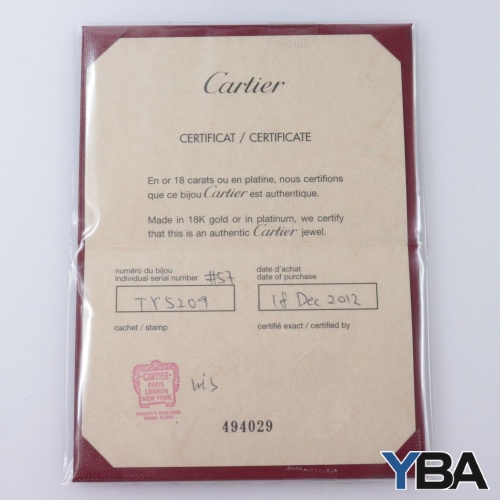 Cartier
CERTIFICAT / CERTIFICATE
En or 18 carats ou en platine, nous certifions
que ce bijou Cartier est authentique.
Made in 18K gold or in platinum, we certify
that this is an authentic Cartier jewel.
numéro du bijou
individual serial number #57
TY5209
date d'achat
date of purchase
18 Dec 2012
cachet / stamp
certifié exact / certified by
CARTIER
PARIS
LONDON
NEW YORK
494029
YBA